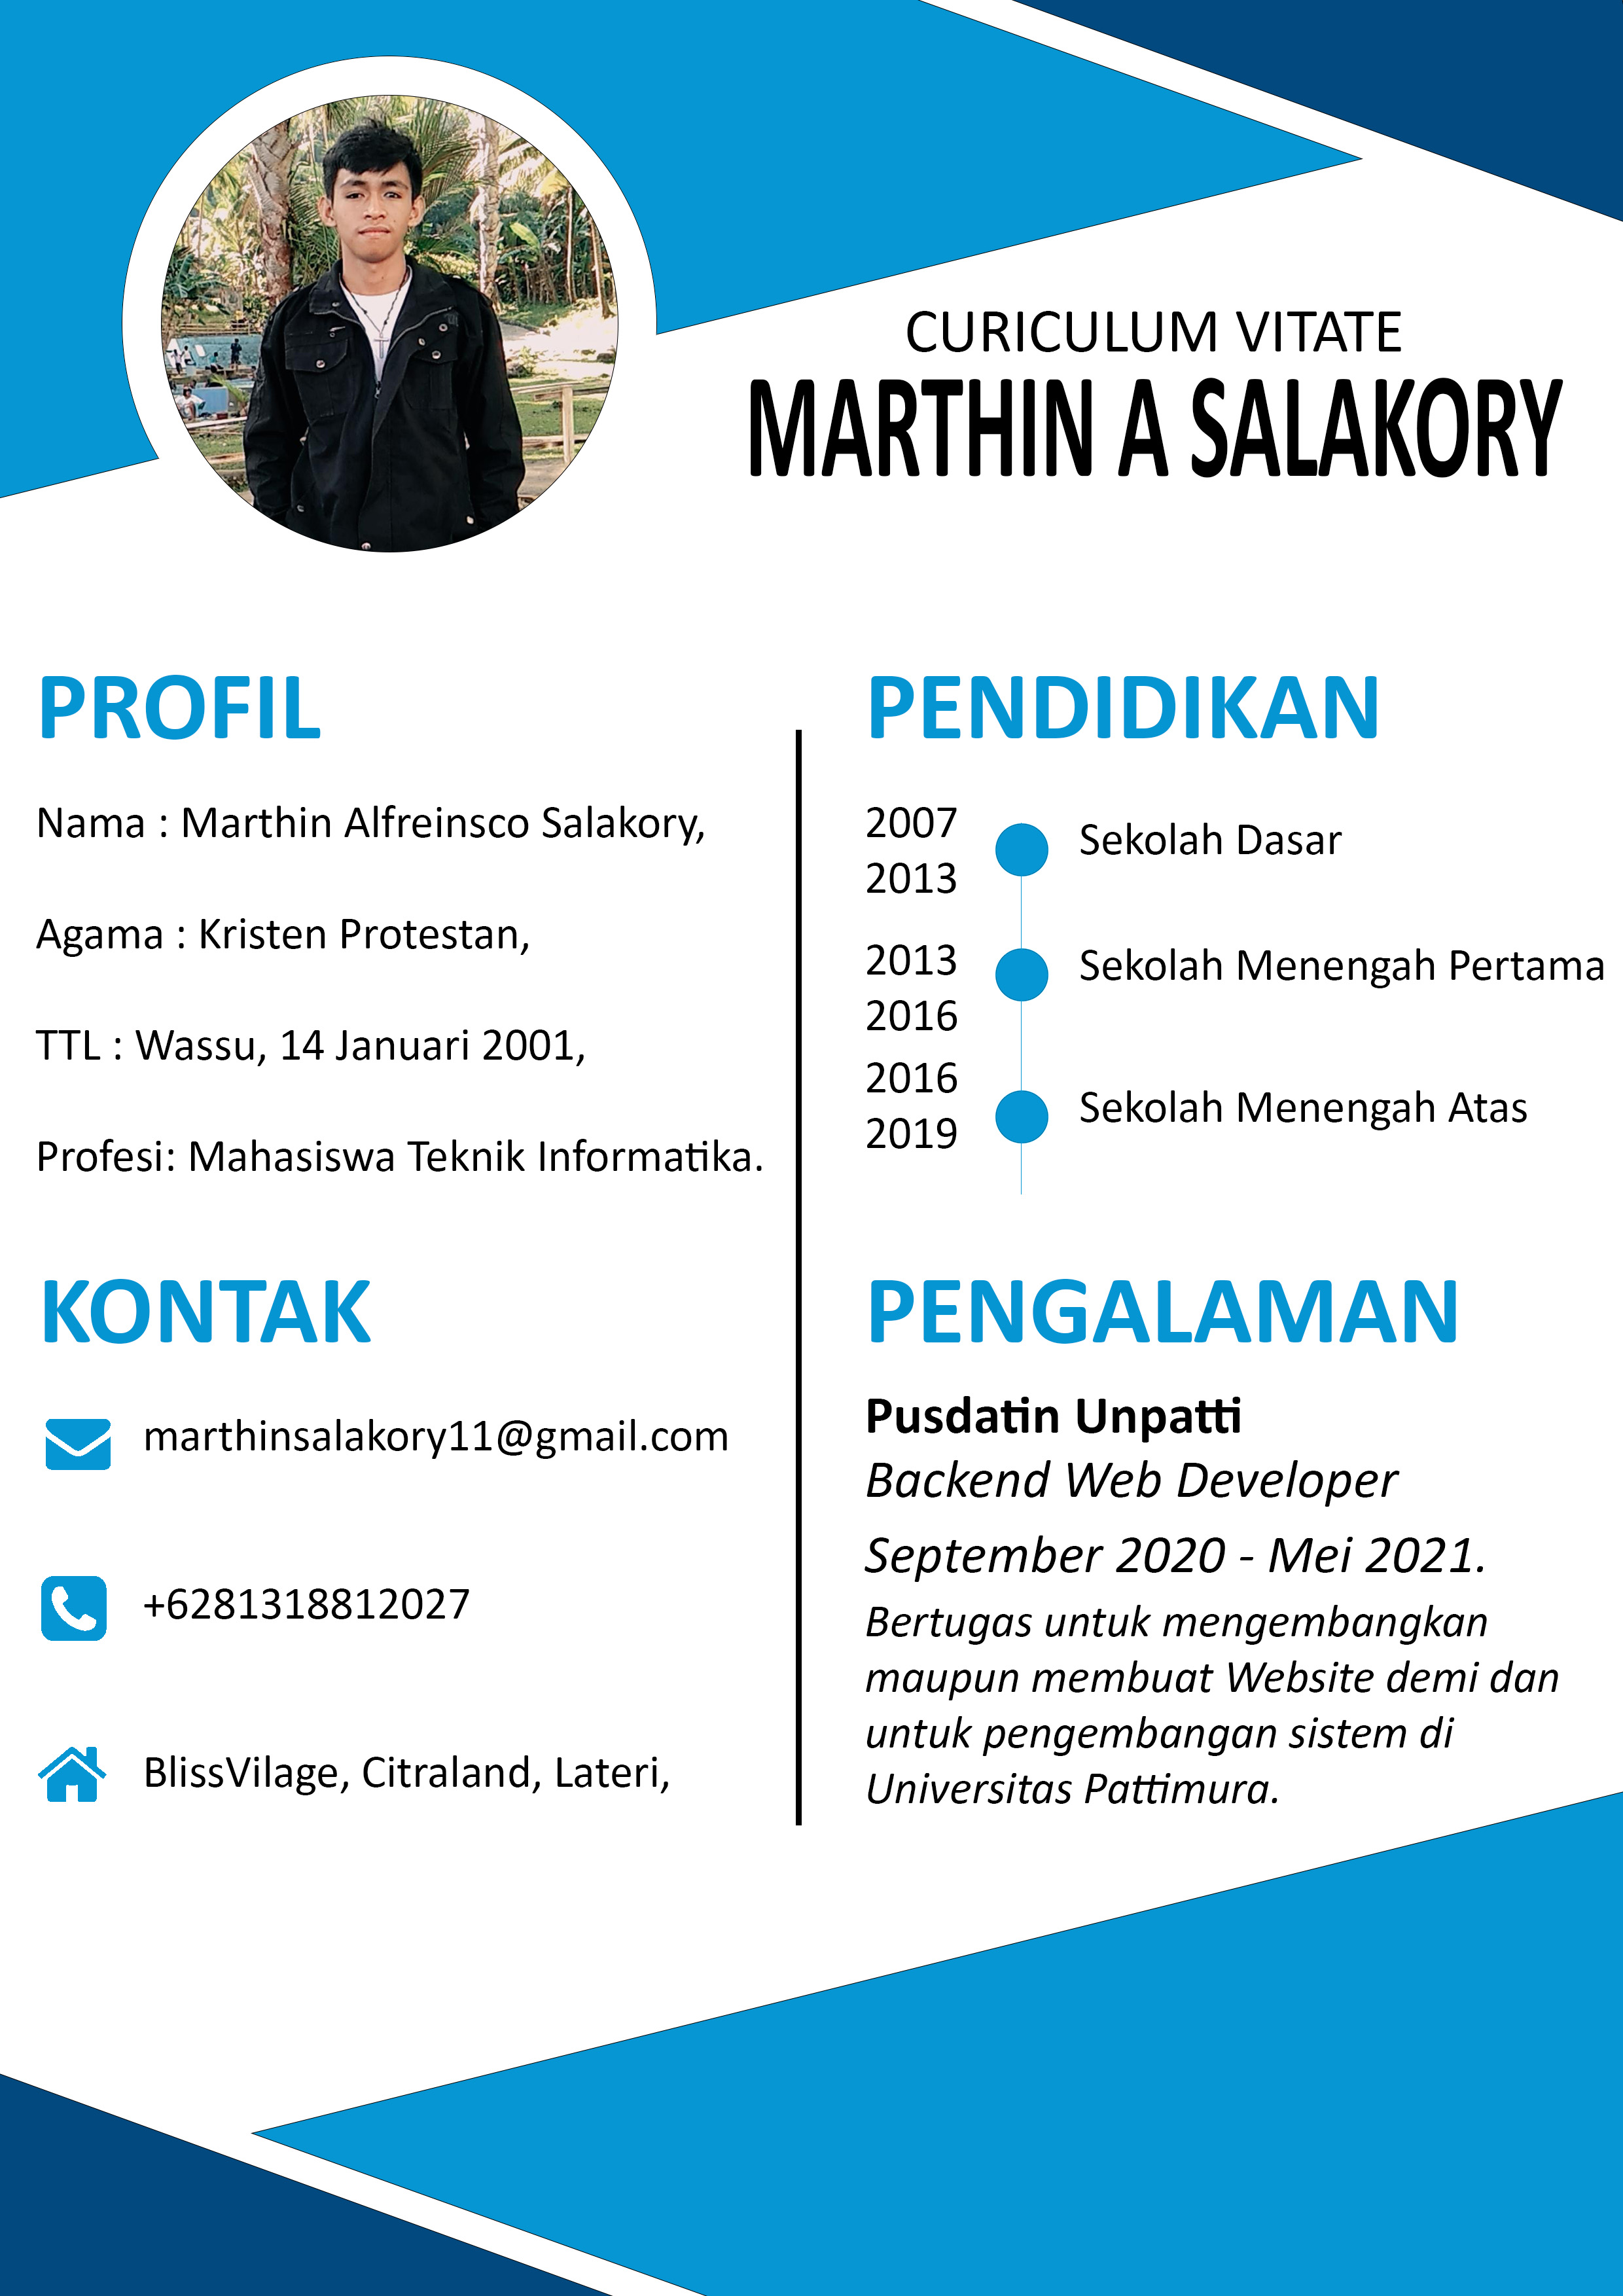 CURICULUM VITATE
MARTHIN A SALAKORY
PROFIL
Nama : Marthin Alfreinsco Salakory,
Agama : Kristen Protestan,
TTL : Wassu, 14 Januari 2001,
Profesi: Mahasiswa Teknik Informatika.
KONTAK
marthinsalakory11@gmail.com
+6281318812027
BlissVilage, Citraland, Lateri,
PENDIDIKAN
2007
2013
Sekolah Dasar
2013
2016
Sekolah Menengah Pertama
2016
2019
Sekolah Menengah Atas
PENGALAMAN
Pusdatin Unpatti
Backend Web Developer
September 2020 - Mei 2021.
Bertugas untuk mengembangkan
maupun membuat Website demi dan
untuk pengembangan sistem di
Universitas Pattimura.